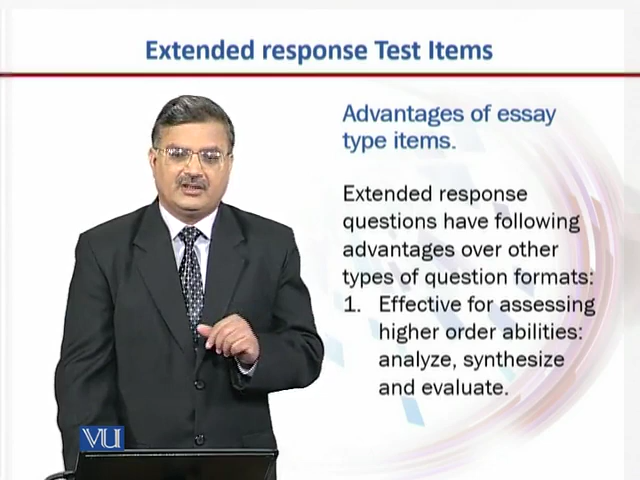 Extended response Test Items
Advantages of essay
type items.
Extended response
questions have following
advantages over other
types of question formats:
1. Effective for assessing
higher order abilities:
analyze, synthesize
and evaluate.
VU